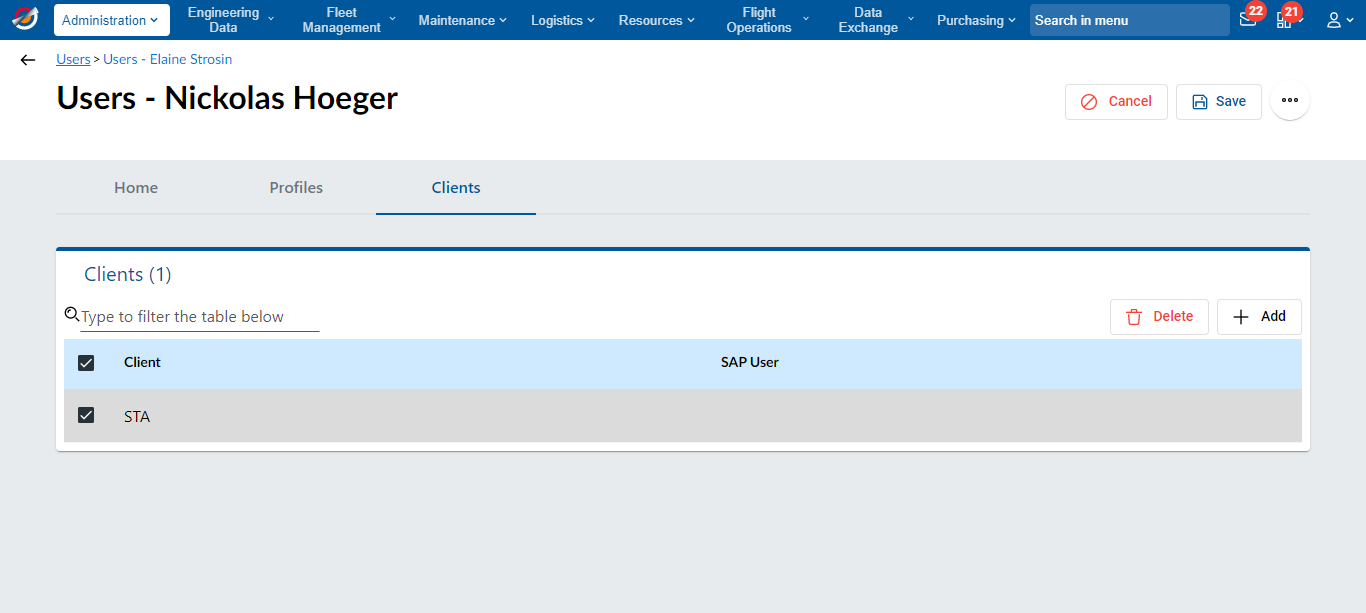 Administration
Engineering
Data
Fleet
Management
Maintenance
Logistics
Resources
Flight
Operations
Data
Exchange
Purchasing
Search in menu
22
21
Users > Users - Elaine Strosin
Users - Nickolas Hoeger
Cancel
Save
Home
Profiles
Clients
Clients (1)
Type to filter the table below
Delete
Add
Client
SAP User
STA